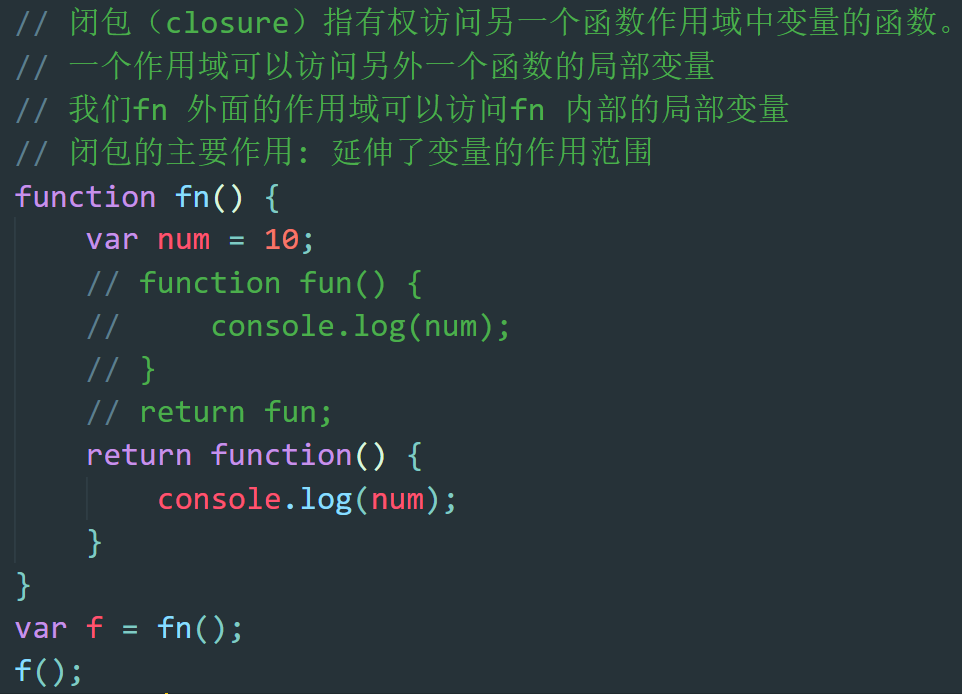 // 闭包（closure）指有权访问另一个函数作用域中变量的函数。
// 一个作用域可以访问另外一个函数的局部变量
// 我们fn 外面的作用域可以访问fn 内部的局部变量
// 闭包的主要作用: 延伸了变量的作用范围
function fn() {
    var num = 10;
    // function fun() {
    //     console.log(num);
    // }
    // return fun;
    return function() {
        console.log(num);
    }
}
var f = fn();
f();